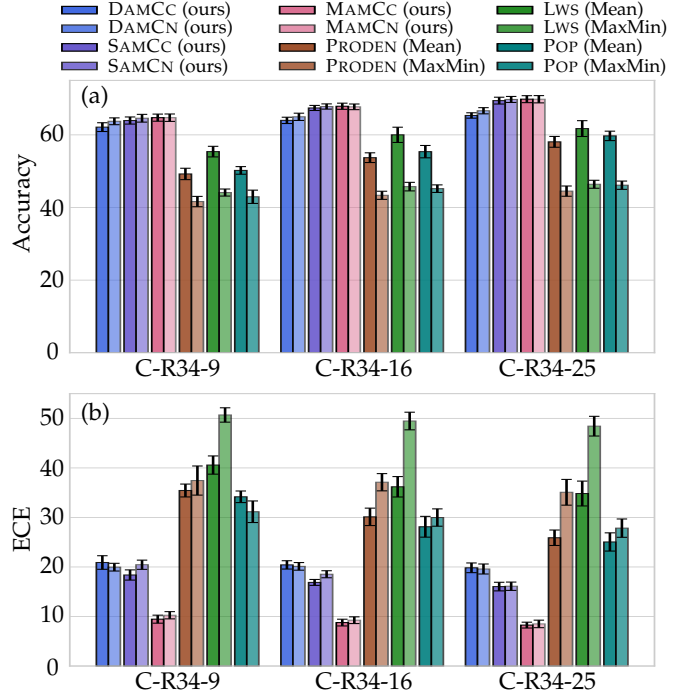 DAMCC (ours) MAMCC (ours) LWS (Mean)
DAMCN (ours) MAMCN (ours) LWS (MaxMin)
SAMCC (ours) PRODEN (Mean) POP (Mean)
SAMCN (ours) PRODEN (MaxMin) POP (MaxMin)
(a)
Accuracy
60
40
20
0
C-R34-9 C-R34-16 C-R34-25
(b)
ECE
50
40
30
20
10
0
C-R34-9 C-R34-16 C-R34-25